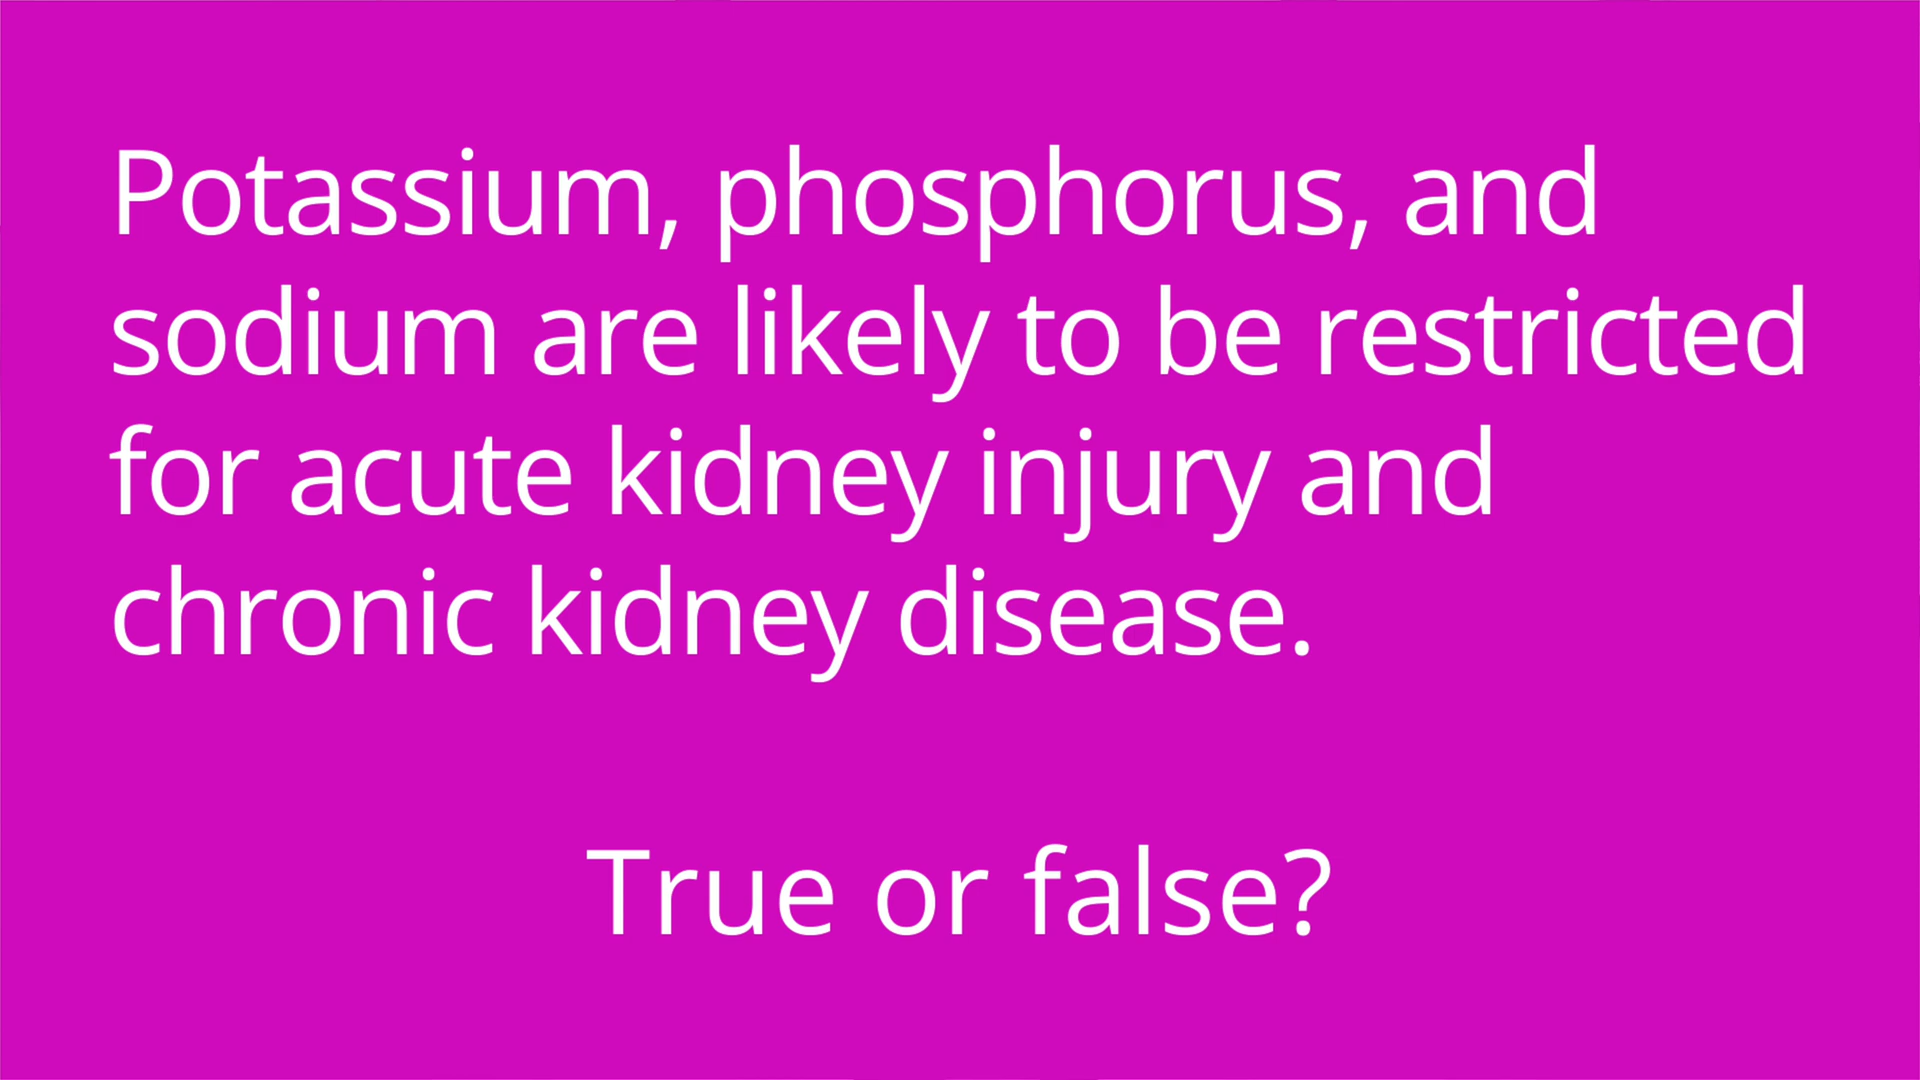 Potassium, phosphorus, and
sodium are likely to be restricted
for acute kidney injury and
chronic kidney disease.
True or false?